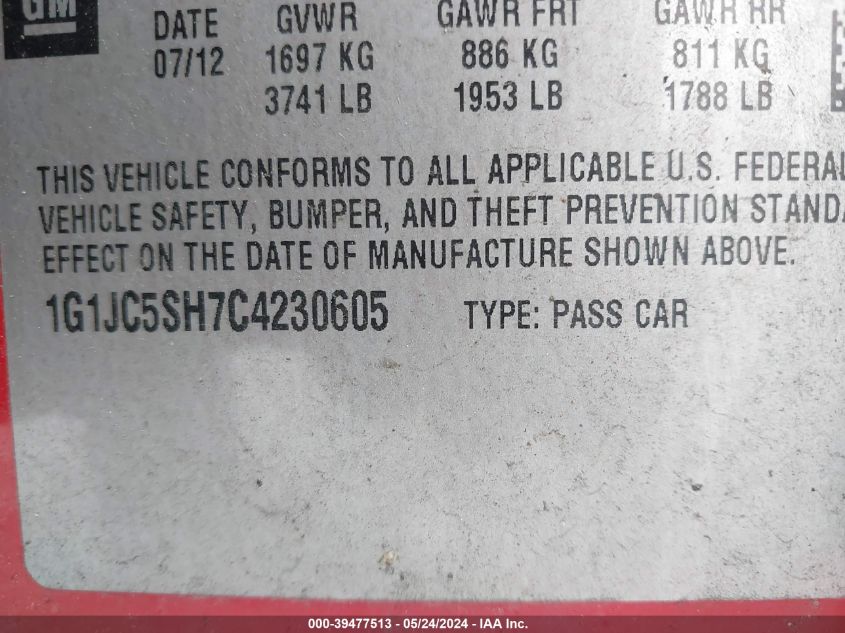 GM
DATE GVWR GAWR FRT GAWR RR
07/12 1697 KG 886 KG 811 KG
3741 LB 1953 LB 1788 LB
THIS VEHICLE CONFORMS TO ALL APPLICABLE U.S. FEDERAL
VEHICLE SAFETY, BUMPER, AND THEFT PREVENTION STANDA
EFFECT ON THE DATE OF MANUFACTURE SHOWN ABOVE.
1G1JC5SH7C4230605 TYPE: PASS CAR
000-39477513 - 05/24/2024 - IAA Inc.